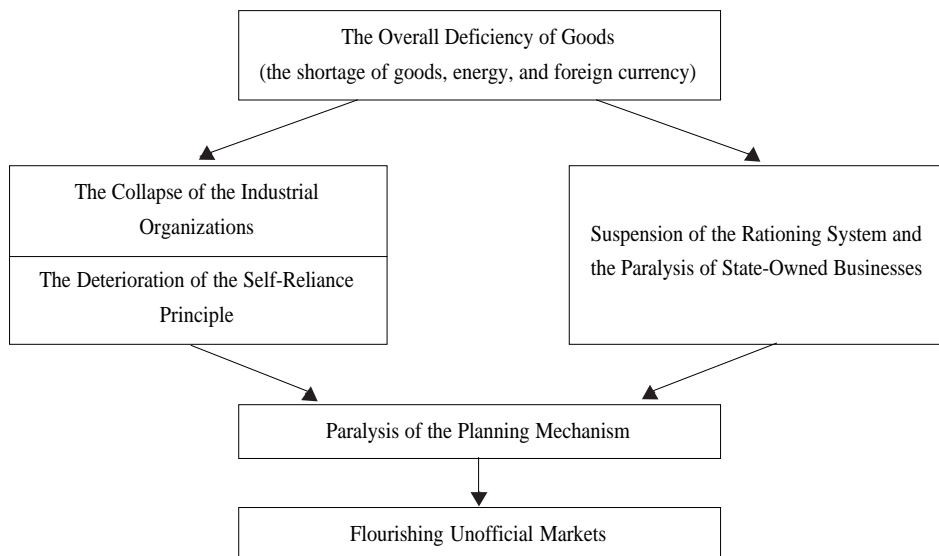 The Overall Deficiency of Goods
(the shortage of goods, energy, and foreign currency)
The Collapse of the Industrial
Organizations
The Deterioration of the Self-Reliance
Principle
Suspension of the Rationing System and
the Paralysis of State-Owned Businesses
Paralysis of the Planning Mechanism
Flourishing Unofficial Markets